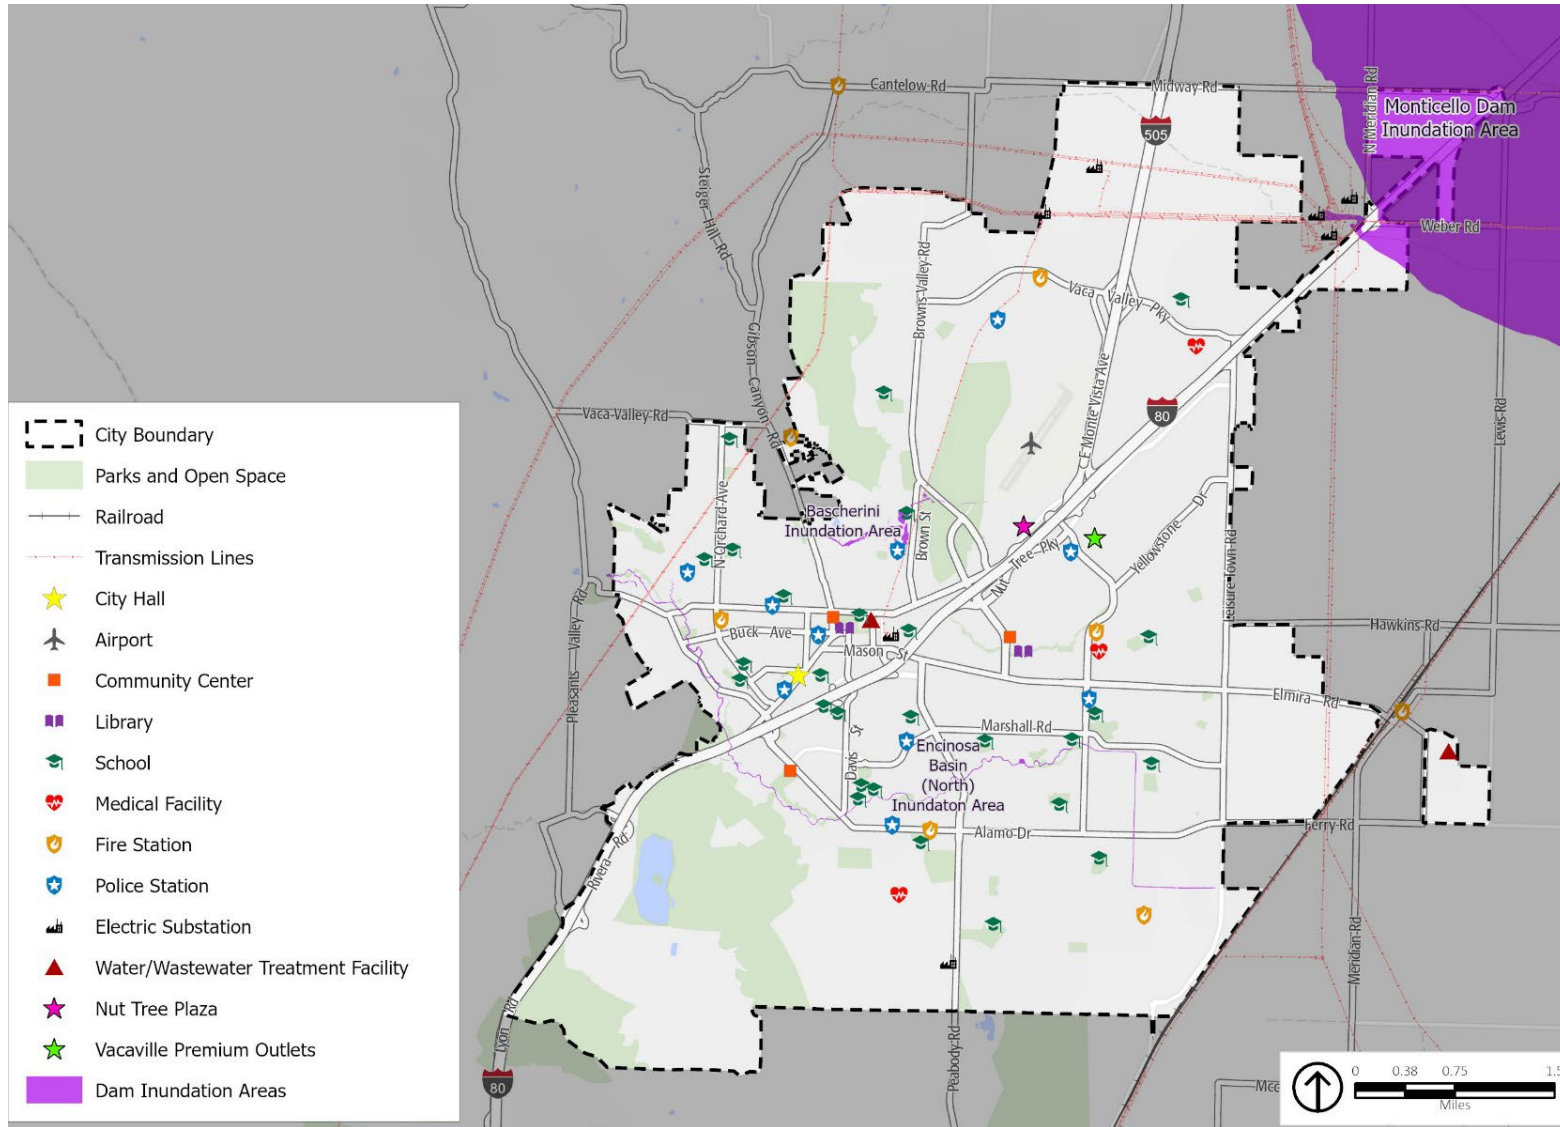 Cantelow Rd
Midway Rd
N Meridian Rd
Monticello Dam
Inundation Area
505
Steiger Hill Rd
Weber Rd
Browns Valley Rd
Vaca Valley Pky
Gibson Canyon Rd
E Monte Vista Ave
80
Vaca Valley Rd
Lewis Rd
N Orchard Ave
Bascherini
Inundation Area
Brown St
Nut Tree Pky
Yellowstone Dr
Leisure Town Rd
Pleasants Valley Rd
Buck Ave
Mason St
Hawkins Rd
Elmira Rd
Davis St
Marshall Rd
Encinosa
Basin
(North)
Inundaton Area
Alamo Dr
Ferry Rd
Rivera Rd
Meridian Rd
Lyon Rd
80
Peabody Rd
City Boundary
Parks and Open Space
Railroad
Transmission Lines
City Hall
Airport
Community Center
Library
School
Medical Facility
Fire Station
Police Station
Electric Substation
Water/Wastewater Treatment Facility
Nut Tree Plaza
Vacaville Premium Outlets
Dam Inundation Areas
0 0.38 0.75 1.5
Miles